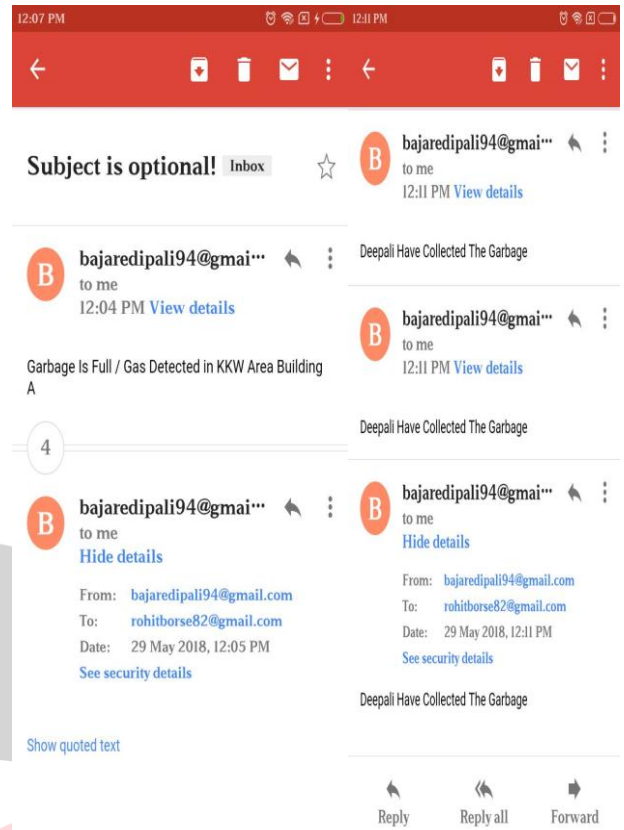 12:07 PM
Subject is optional! Inbox
B
bajaredipali94@gmai···
to me
12:04 PM View details
Garbage Is Full / Gas Detected in KKW Area Building
A
4
B
bajaredipali94@gmai···
to me
Hide details
From: bajaredipali94@gmail.com
To: rohitborse82@gmail.com
Date: 29 May 2018, 12:05 PM
See security details
Show quoted text
12:11 PM
B
bajaredipali94@gmai···
to me
12:11 PM View details
Deepali Have Collected The Garbage
B
bajaredipali94@gmai···
to me
12:11 PM View details
Deepali Have Collected The Garbage
B
bajaredipali94@gmai···
to me
Hide details
From: bajaredipali94@gmail.com
To: rohitborse82@gmail.com
Date: 29 May 2018, 12:11 PM
See security details
Deepali Have Collected The Garbage
Reply Reply all Forward